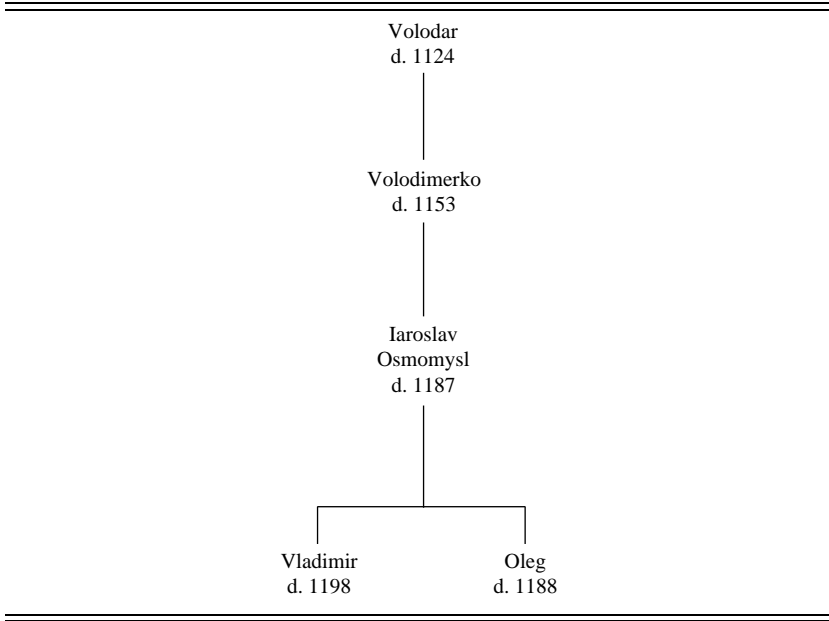 Volodar
d. 1124
Volodimerko
d. 1153
Iaroslav
Osmomysl
d. 1187
Vladimir
d. 1198
Oleg
d. 1188